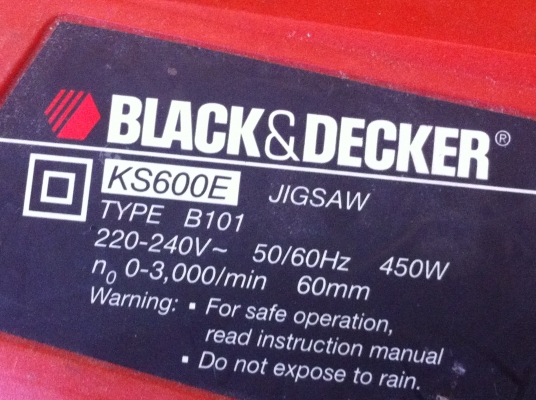 BLACK&DECKER®
KS600E JIGSAW
TYPE B101
220-240V~ 50/60Hz 450W
n₀ 0-3,000/min 60mm
Warning: ▪ For safe operation,
read instruction manual
▪ Do not expose to rain.